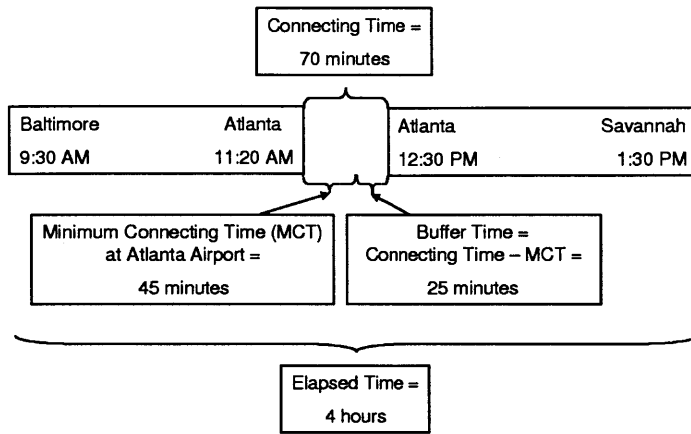 Connecting Time =
70 minutes
Baltimore Atlanta Atlanta Savannah
9:30 AM 11:20 AM 12:30 PM 1:30 PM
Minimum Connecting Time (MCT)
at Atlanta Airport =
45 minutes
Buffer Time =
Connecting Time – MCT =
25 minutes
Elapsed Time =
4 hours